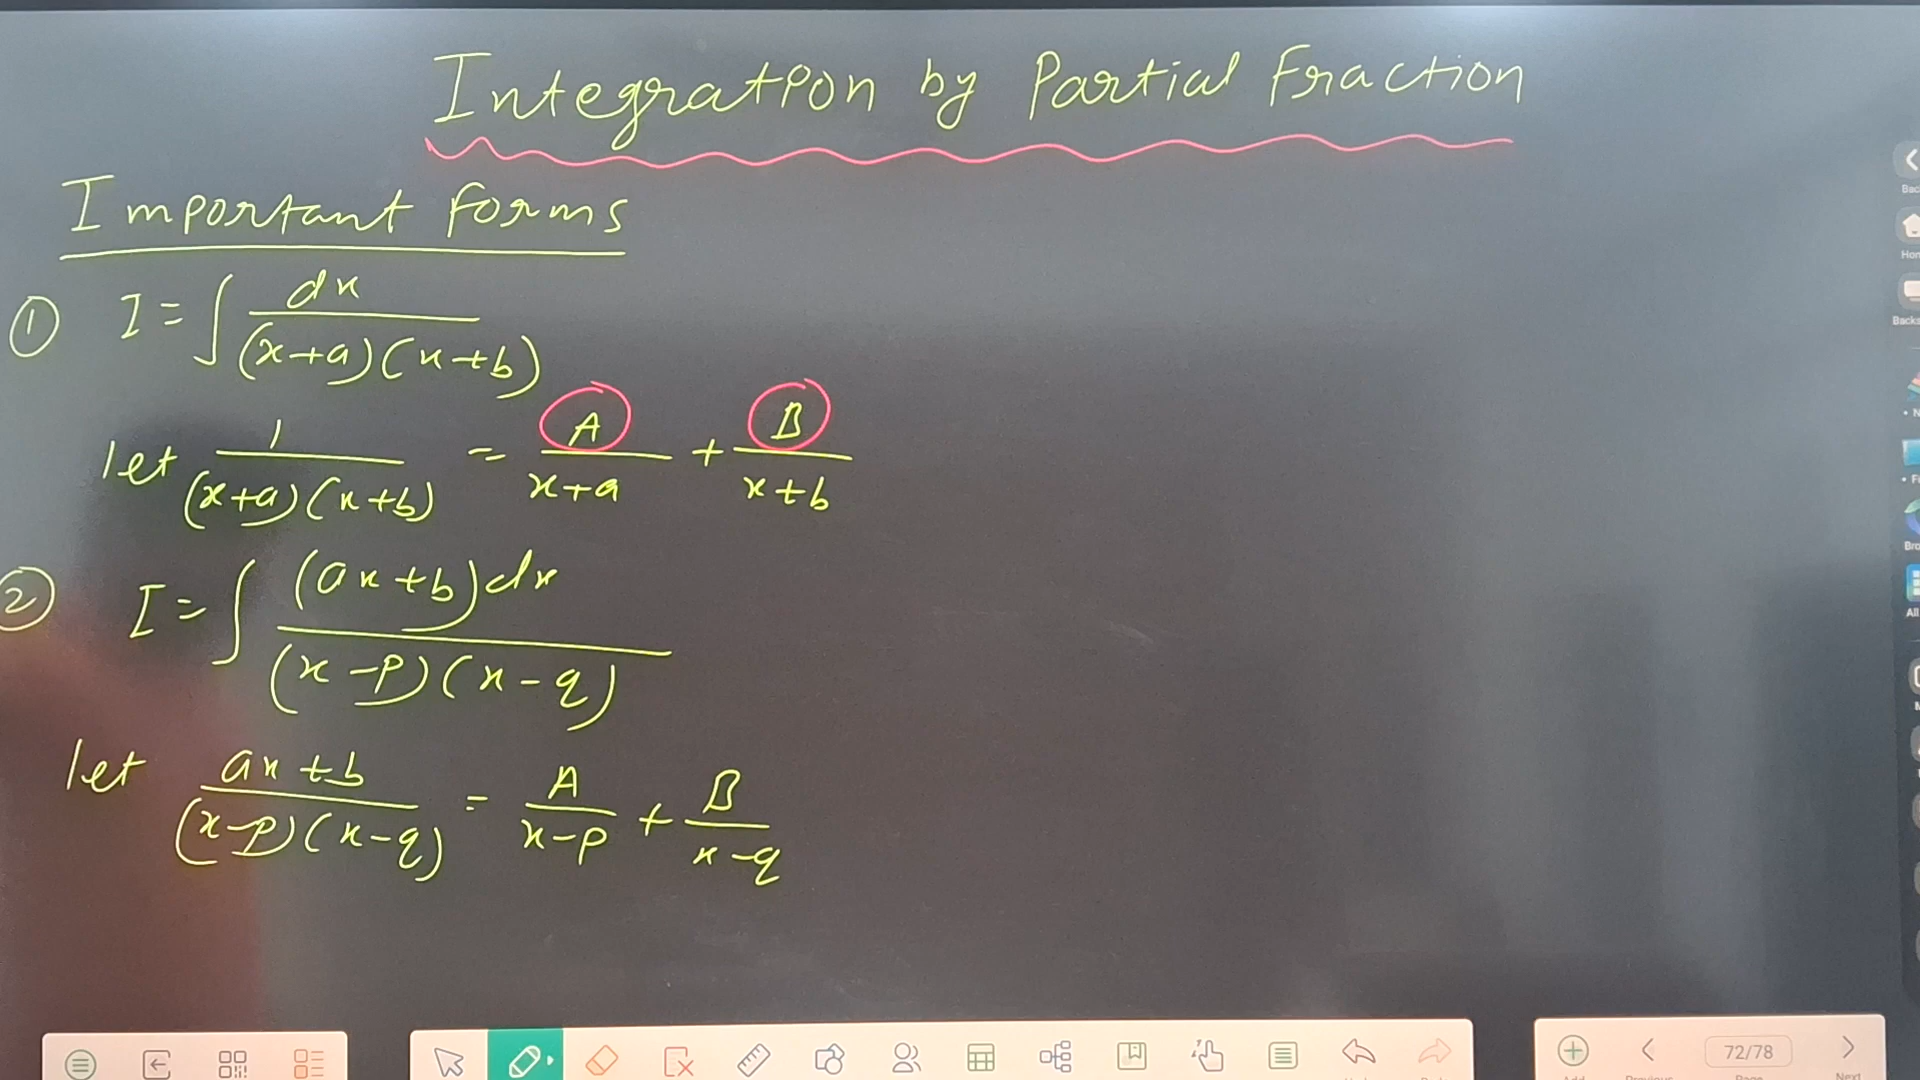 Integration by Partial Fraction
Important forms
① I = ∫ dx / (x+a)(x+b)
let 1 / (x+a)(x+b) = A / x+a + B / x+b
② I = ∫ (ax+b)dx / (x-p)(x-q)
let ax+b / (x-p)(x-q) = A / x-p + B / x-q
72/78